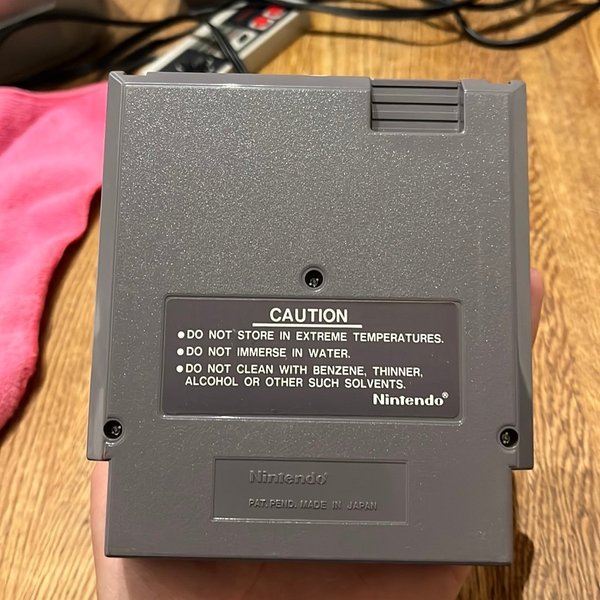 CAUTION
●DO NOT STORE IN EXTREME TEMPERATURES.
●DO NOT IMMERSE IN WATER.
●DO NOT CLEAN WITH BENZENE, THINNER,
ALCOHOL OR OTHER SUCH SOLVENTS.
Nintendo®
Nintendo®
PAT. PEND. MADE IN JAPAN